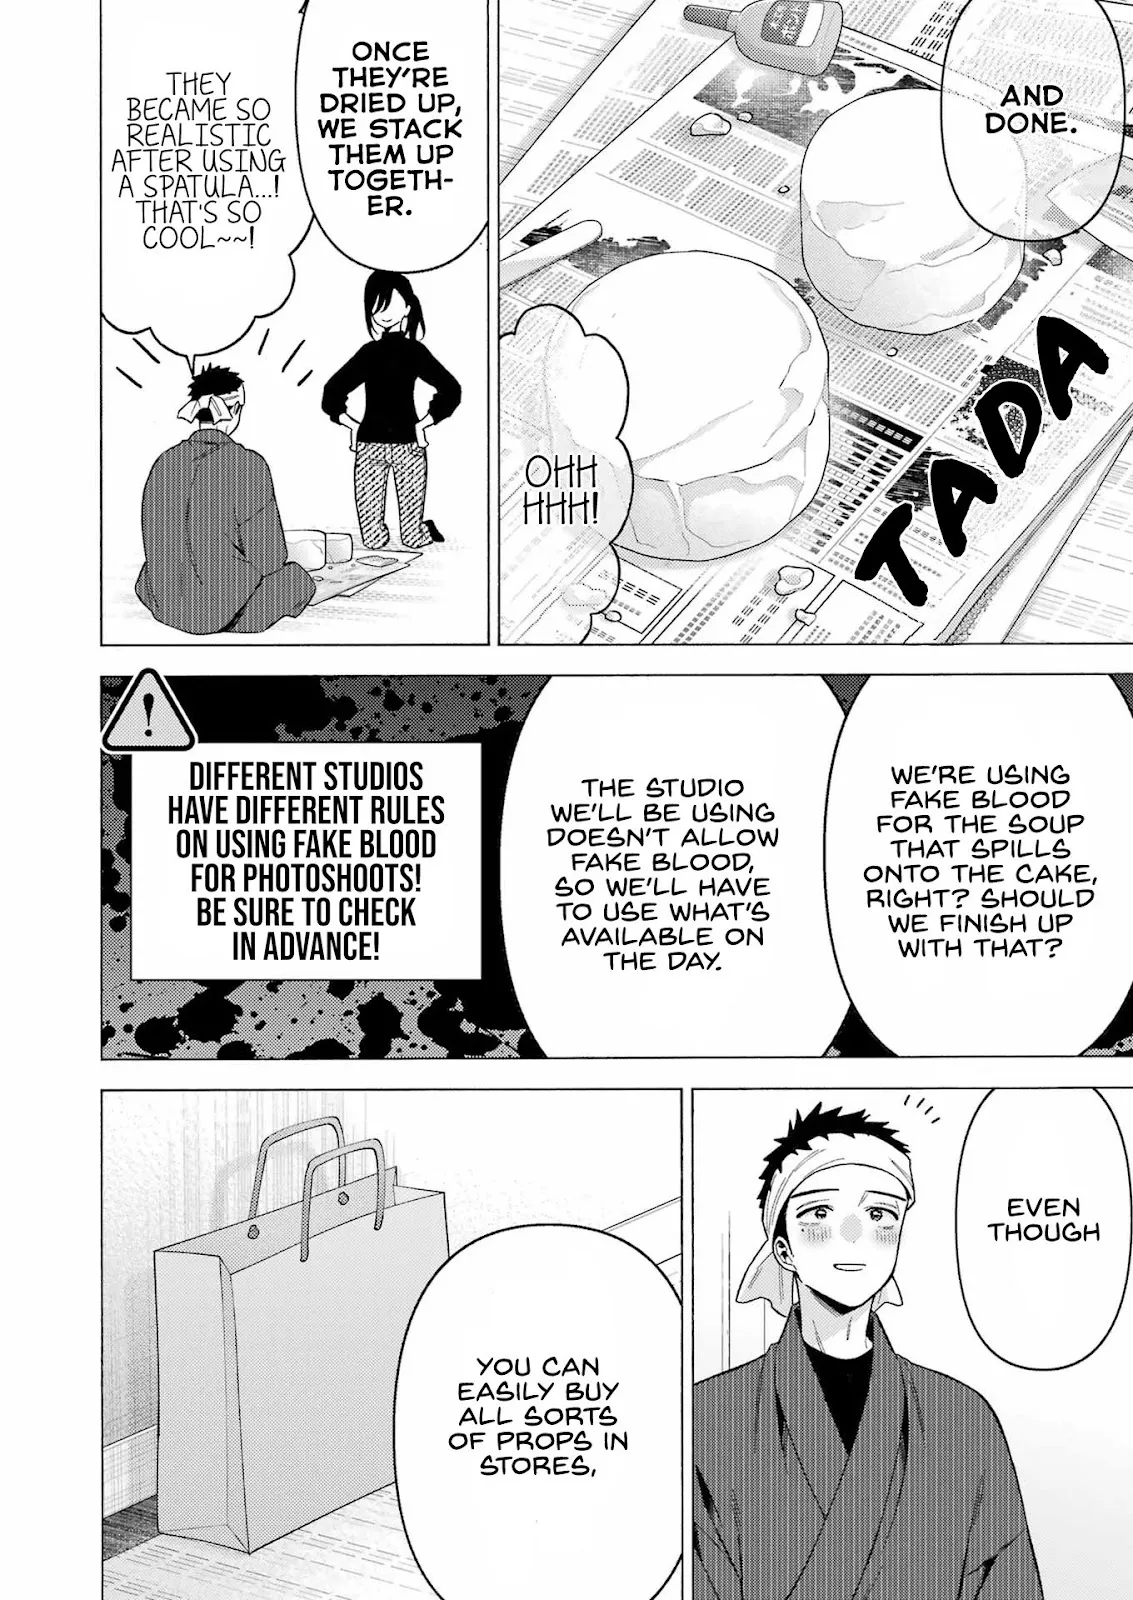 AND
DONE.
TADA
OHH
HHH!
ONCE
THEY'RE
DRIED UP,
WE STACK
THEM UP
TOGETH-
ER.
THEY
BECAME SO
REALISTIC
AFTER USING
A SPATULA...!
THAT'S SO
COOL~~!
WE'RE USING
FAKE BLOOD
FOR THE SOUP
THAT SPILLS
ONTO THE CAKE,
RIGHT? SHOULD
WE FINISH UP
WITH THAT?
THE STUDIO
WE'LL BE USING
DOESN'T ALLOW
FAKE BLOOD,
SO WE'LL HAVE
TO USE WHAT'S
AVAILABLE ON
THE DAY.
!
DIFFERENT STUDIOS
HAVE DIFFERENT RULES
ON USING FAKE BLOOD
FOR PHOTOSHOOTS!
BE SURE TO CHECK
IN ADVANCE!
EVEN
THOUGH
YOU CAN
EASILY BUY
ALL SORTS
OF PROPS IN
STORES,